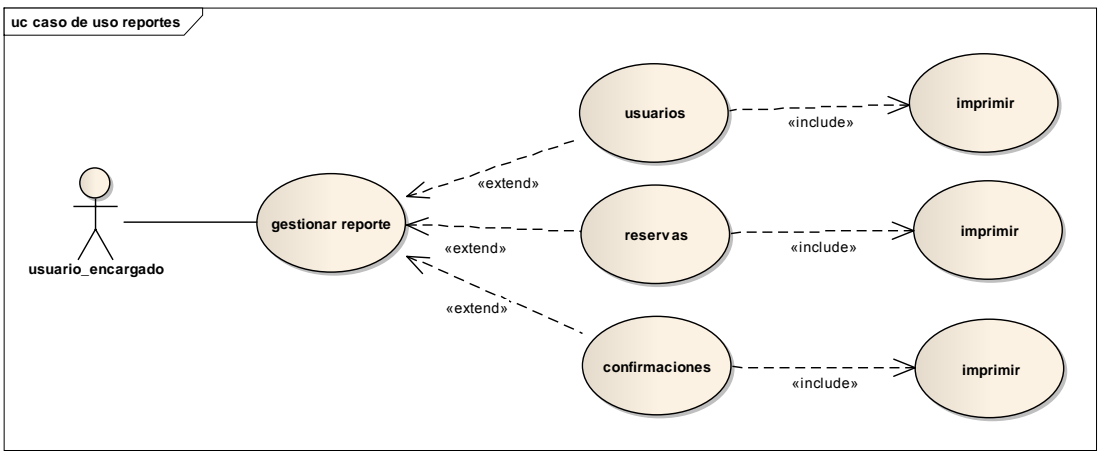 uc caso de uso reportes
usuarios
«include»
imprimir
«extend»
gestionar reporte
usuario_encargado
reservas
«extend»
«include»
imprimir
«extend»
confirmaciones
«include»
imprimir